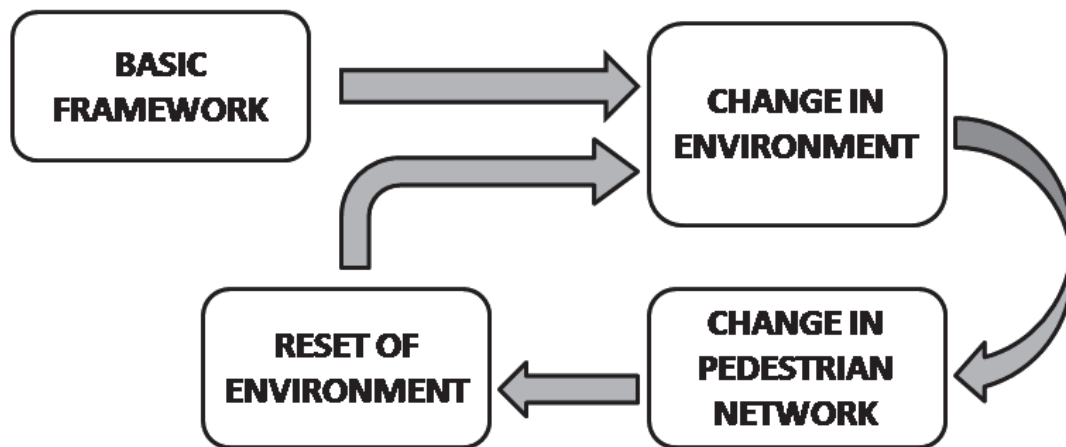 BASIC
FRAMEWORK
CHANGE IN
ENVIRONMENT
RESET OF
ENVIRONMENT
CHANGE IN
PEDESTRIAN
NETWORK